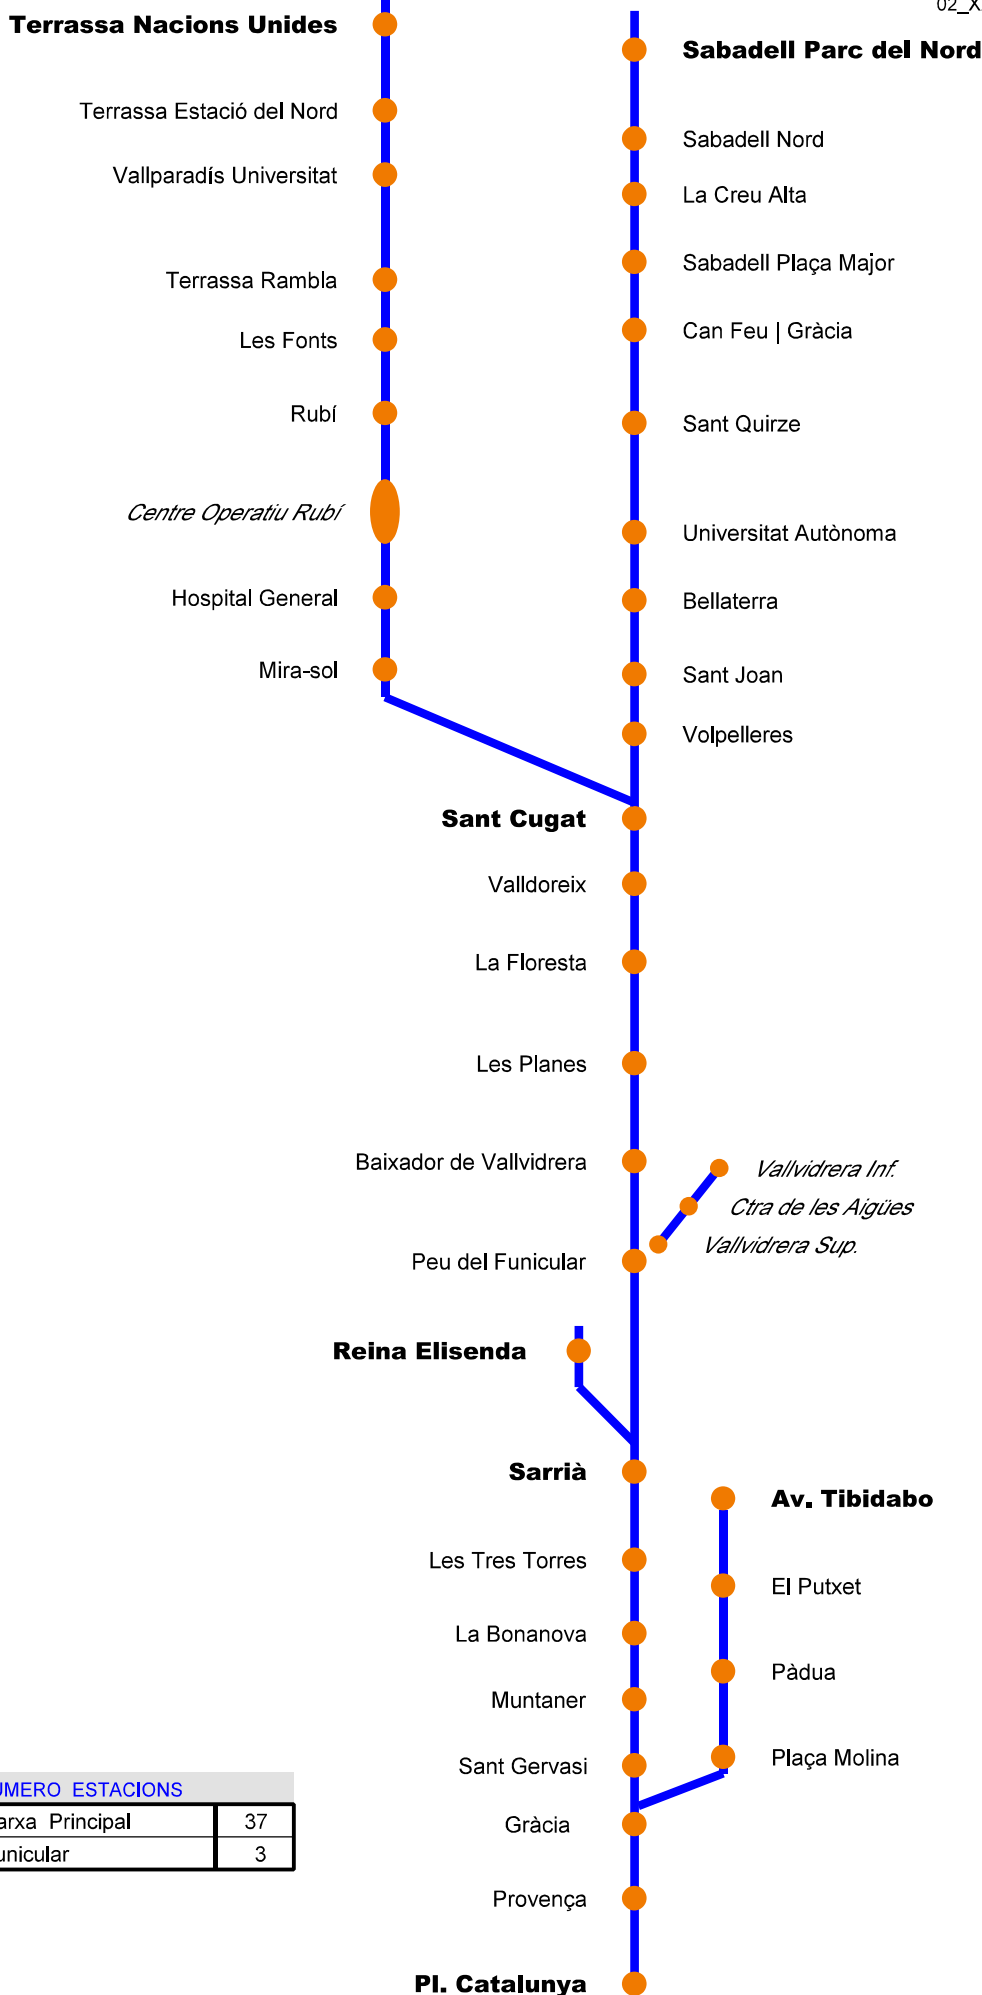 02_X
Terrassa Nacions Unides
Sabadell Parc del Nord
Terrassa Estació del Nord
Sabadell Nord
Vallparadís Universitat
La Creu Alta
Sabadell Plaça Major
Terrassa Rambla
Can Feu | Gràcia
Les Fonts
Rubí
Sant Quirze
Centre Operatiu Rubí
Universitat Autònoma
Hospital General
Bellaterra
Mira-sol
Sant Joan
Volpelleres
Sant Cugat
Valldoreix
La Floresta
Les Planes
Baixador de Vallvidrera
Vallvidrera Inf.
Ctra de les Aigües
Vallvidrera Sup.
Peu del Funicular
Reina Elisenda
Sarrià
Av. Tibidabo
Les Tres Torres
El Putxet
La Bonanova
Pàdua
Muntaner
Plaça Molina
Sant Gervasi
UMERO ESTACIONS
arxa Principal 37
Gràcia
unicular 3
Provença
Pl. Catalunya